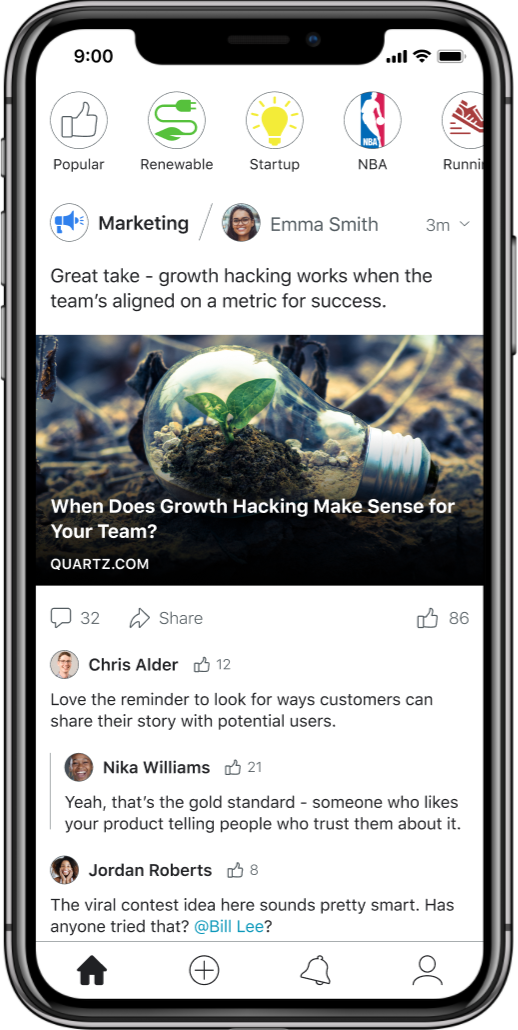 9:00
Popular
Renewable
Startup
NBA
NBA
Runnin
Marketing
Emma Smith
3m
Great take - growth hacking works when the
team’s aligned on a metric for success.
When Does Growth Hacking Make Sense for
Your Team?
QUARTZ.COM
32
Share
86
Chris Alder
12
Love the reminder to look for ways customers can
share their story with potential users.
Nika Williams
21
Yeah, that’s the gold standard - someone who likes
your product telling people who trust them about it.
Jordan Roberts
8
The viral contest idea here sounds pretty smart. Has
anyone tried that? @Bill Lee?